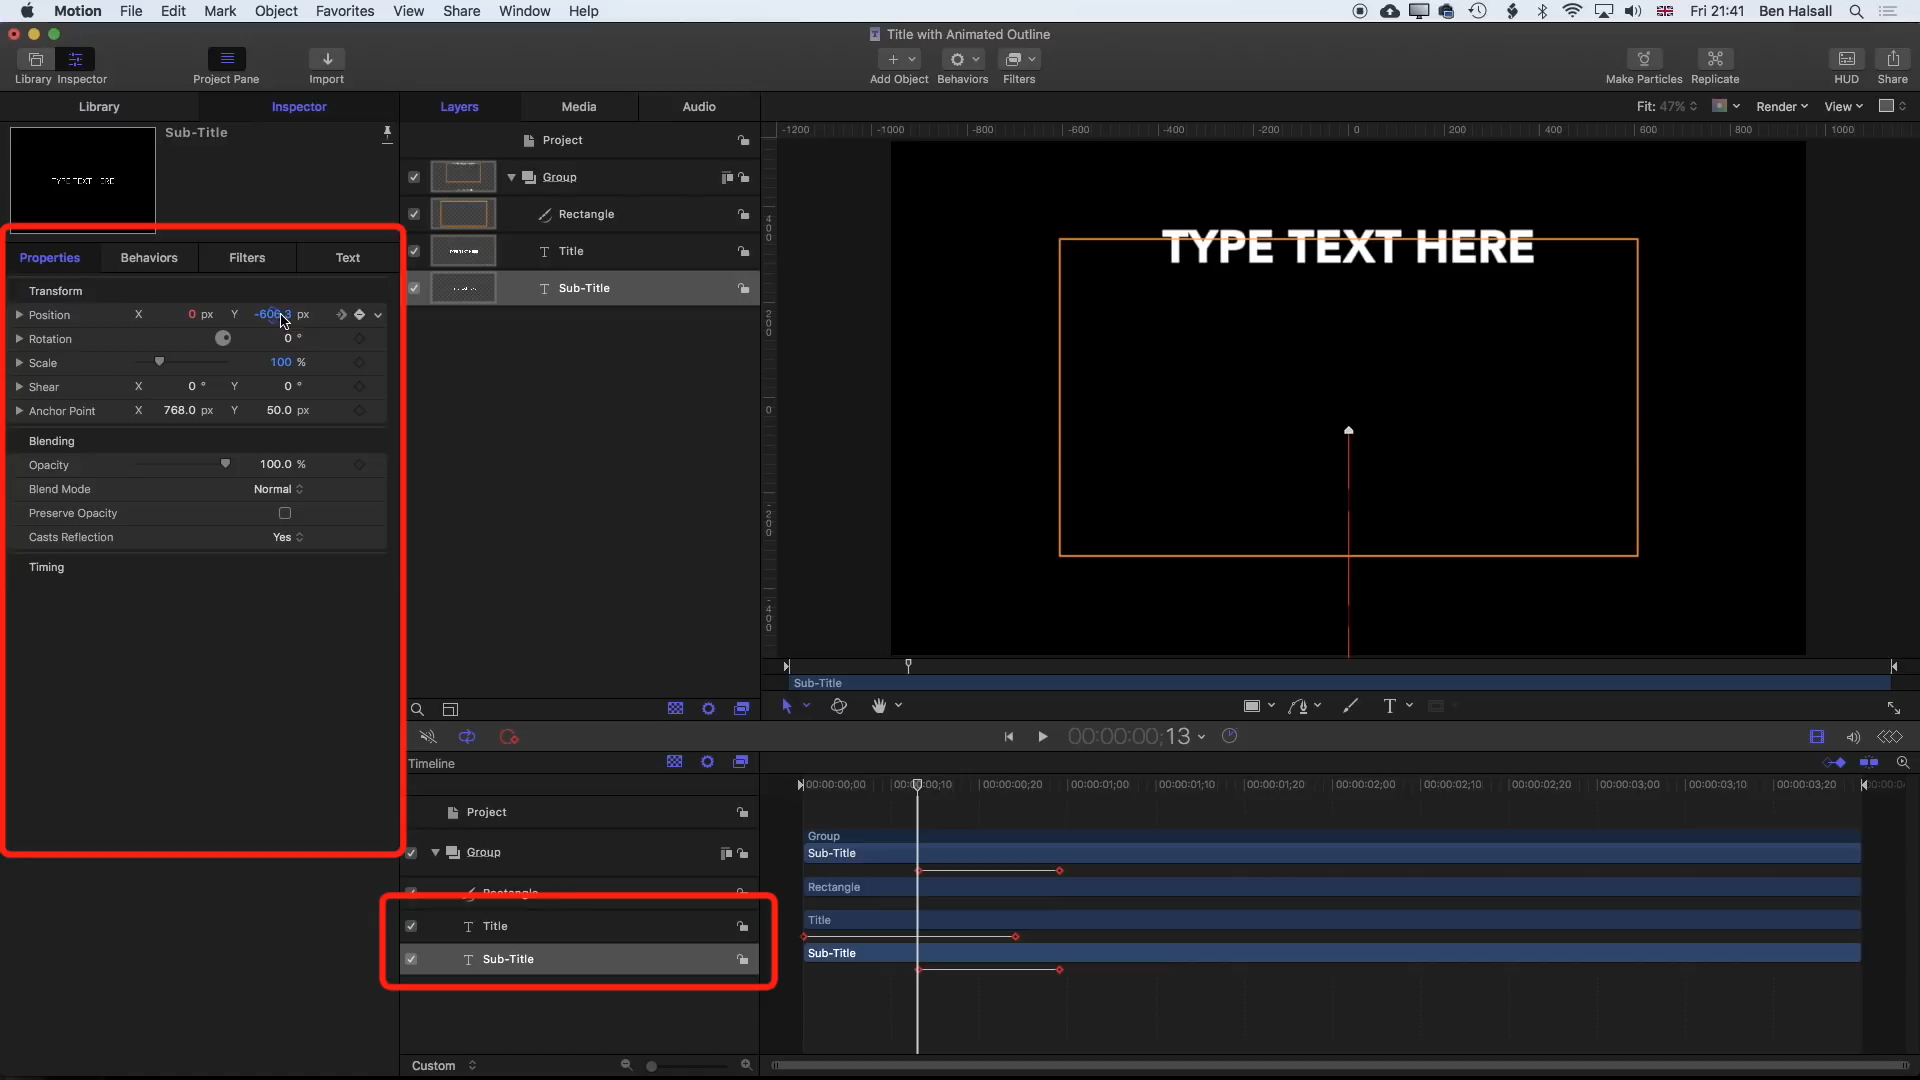 Motion File Edit Mark Object Favorites View Share Window Help Fri 21:41 Ben Halsall
Title with Animated Outline
Library Inspector Project Pane Import Add Object Behaviors Filters Make Particles Replicate HUD Share
Library Inspector Layers Media Audio Fit: 47% Render View
Sub-Title
TYPE TEXT HERE
Project
Group
Rectangle
Title
Sub-Title
-1200 -1000 -800 -600 -400 -200 0 200 400 600 800 1000
400
200
0
-200
-400
TYPE TEXT HERE
Properties Behaviors Filters Text
Transform
Position X 0 px Y -606.3 px
Rotation 0 °
Scale 100 %
Shear X 0 ° Y 0 °
Anchor Point X 768.0 px Y 50.0 px
Blending
Opacity 100.0 %
Blend Mode Normal
Preserve Opacity
Casts Reflection Yes
Timing
Sub-Title
00:00:00;13
Timeline
00:00:00;00 00:00:00;10 00:00:00;20 00:00:01;00 00:00:01;10 00:00:01;20 00:00:02;00 00:00:02;10 00:00:02;20 00:00:03;00 00:00:03;10 00:00:03;20
Project
Group
Rectangle
Title
Sub-Title
Group
Sub-Title
Rectangle
Title
Sub-Title
Custom